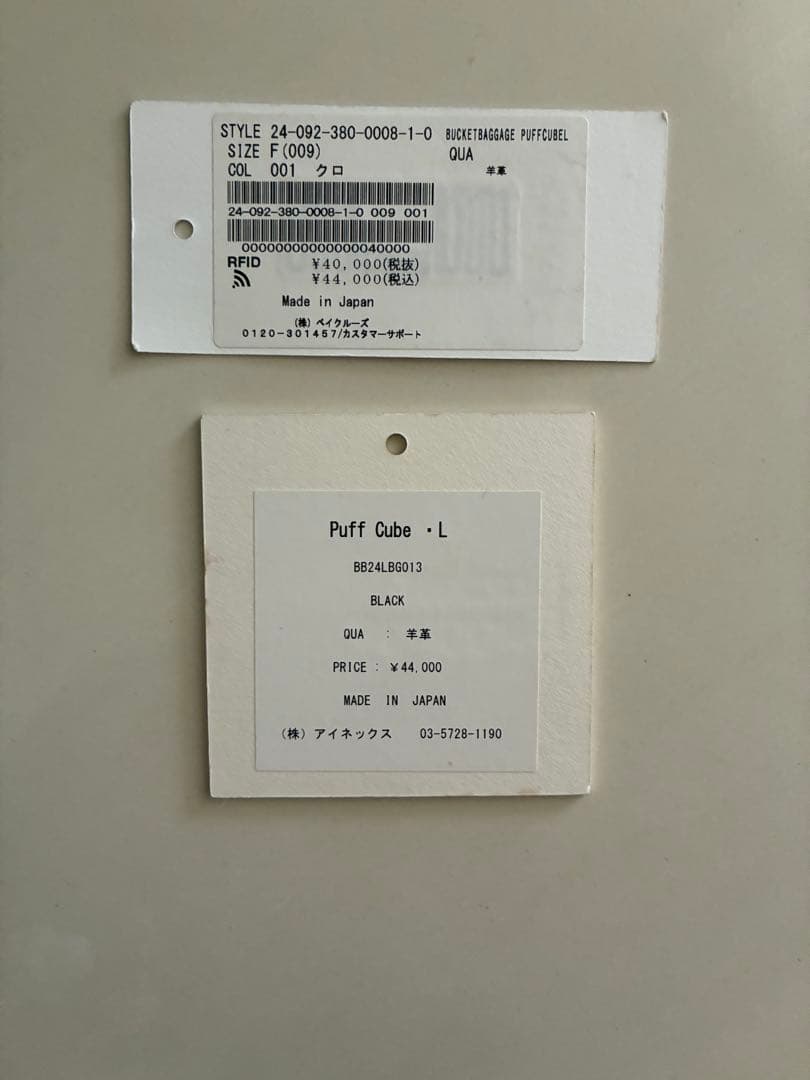 STYLE 24-092-380-0008-1-0 BUCKETBAGGAGE PUFFCUBEL
SIZE F(009) QUA
COL 001 クロ 羊革
24-092-380-0008-1-0 009 001
00000000000000040000
RFID ¥40,000(税抜)
¥44,000(税込)
Made in Japan
(株) ベイクルーズ
0120-301457/カスタマーサポート
Puff Cube ・L
BB24LBG013
BLACK
QUA : 羊革
PRICE : ¥44,000
MADE IN JAPAN
(株) アイネックス 03-5728-1190